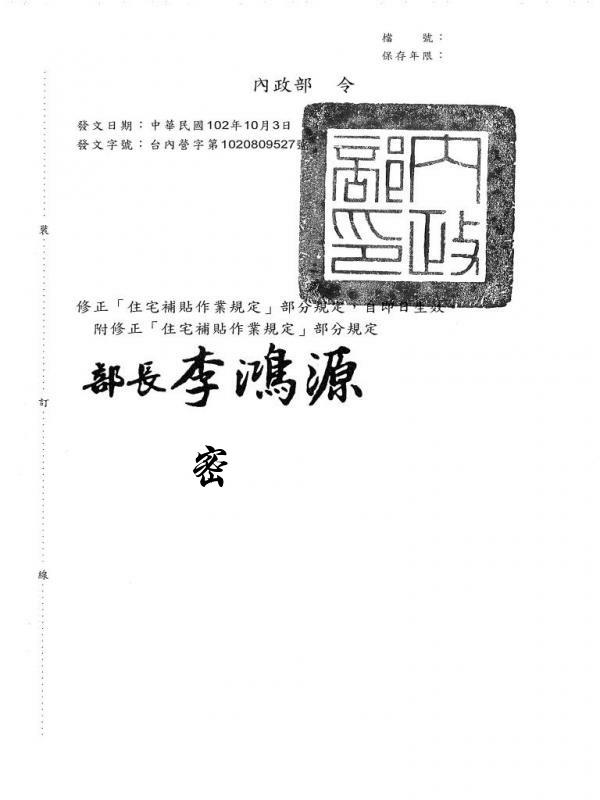 檔　　號：
保存年限：
內政部　令
發文日期：中華民國102年10月3日
發文字號：台內營字第1020809527號
內政部印
修正「住宅補貼作業規定」部分規定，自即日生效。
附修正「住宅補貼作業規定」部分規定
部長李鴻源
密
裝
訂
線